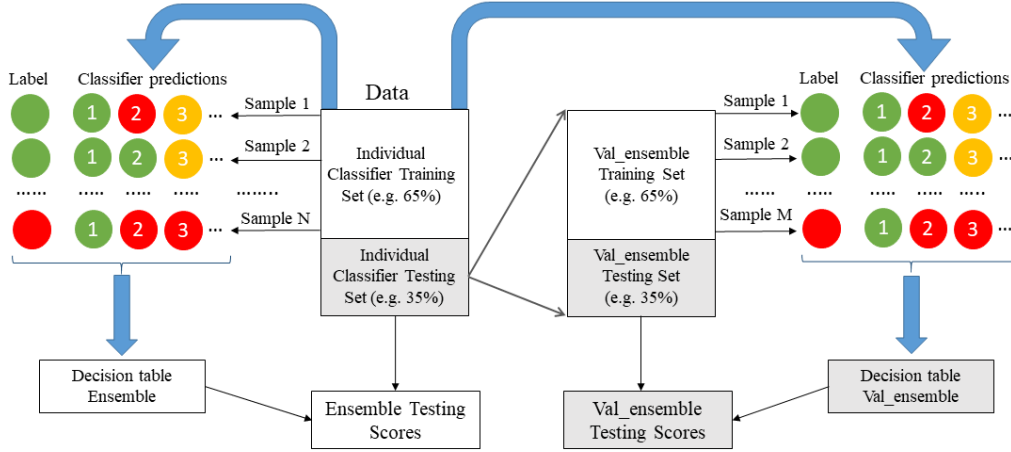 Data
Label
Classifier predictions
1
2
3
...
Sample 1
1
2
3
...
Sample 2
......
.....
........
1
2
3
...
Sample N
Individual
Classifier Training
Set (e.g. 65%)
Individual
Classifier Testing
Set (e.g. 35%)
Decision table
Ensemble
Ensemble Testing
Scores
Val_ensemble
Training Set
(e.g. 65%)
Val_ensemble
Testing Set
(e.g. 35%)
Label
Classifier predictions
Sample 1
1
2
3
...
Sample 2
1
2
3
...
........
......
.....
Sample M
1
2
3
...
Val_ensemble
Testing Scores
Decision table
Val_ensemble